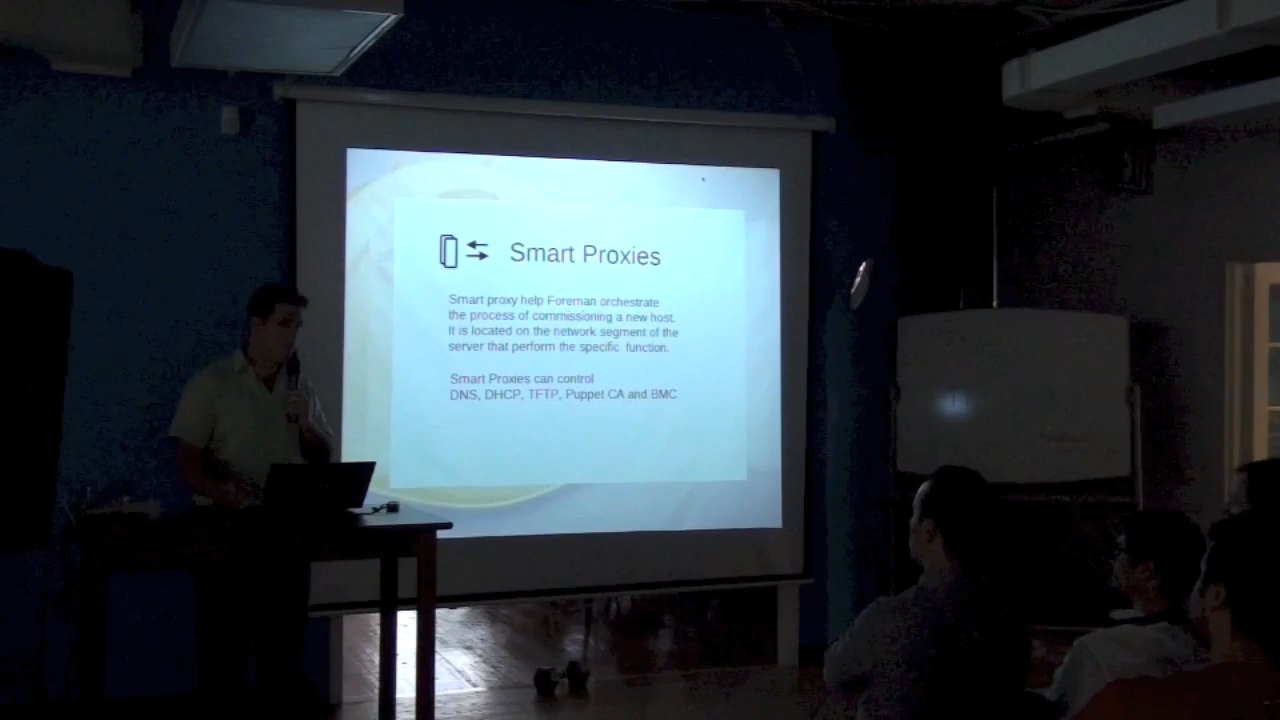 Smart Proxies
Smart proxy help Foreman orchestrate
the process of commissioning a new host.
It is located on the network segment of the
server that perform the specific function.
Smart Proxies can control
DNS, DHCP, TFTP, Puppet CA and BMC